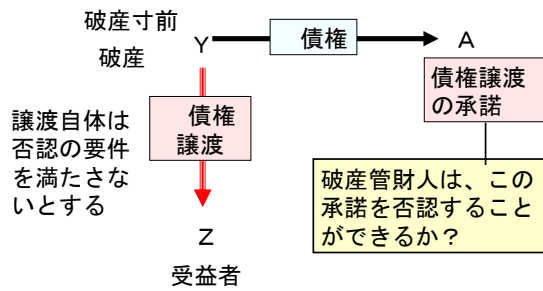 破産寸前
破産
Y
債権
A
債権譲渡
の承諾
譲渡自体は
否認の要件
を満たさな
いとする
債権
譲渡
破産管財人は、この
承諾を否認すること
ができるか？
Z
受益者